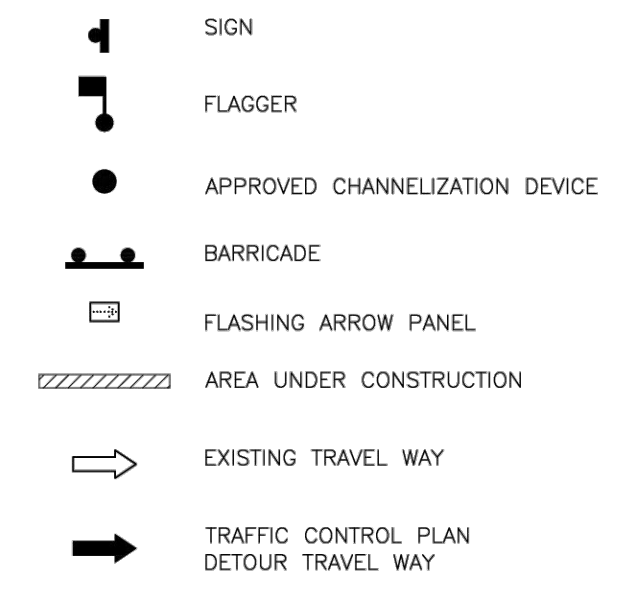 SIGN
FLAGGER
APPROVED CHANNELIZATION DEVICE
BARRICADE
FLASHING ARROW PANEL
AREA UNDER CONSTRUCTION
EXISTING TRAVEL WAY
TRAFFIC CONTROL PLAN
DETOUR TRAVEL WAY